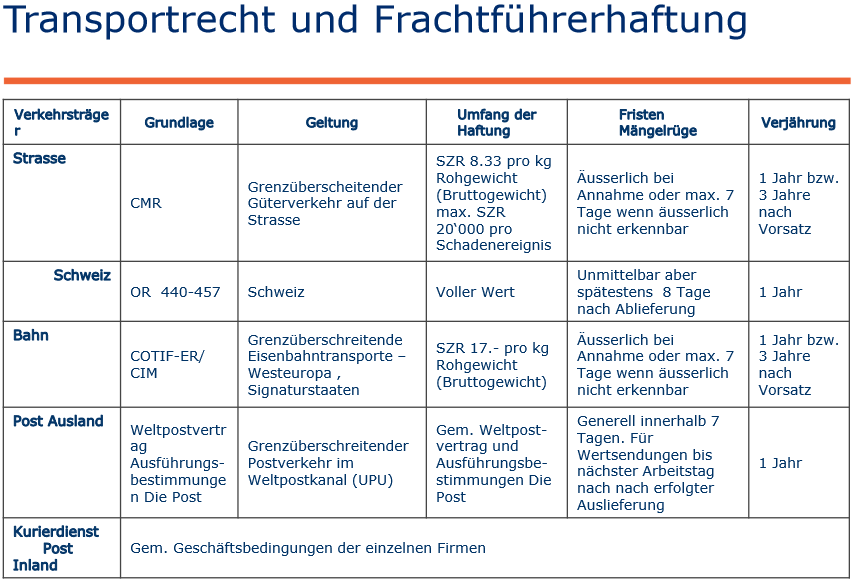 Transportrecht und Frachtführerhaftung
Verkehrsträge
r
Grundlage
Geltung
Umfang der
Haftung
Fristen
Mängelrüge
Verjährung
Strasse
CMR
Grenzüberscheitender
Güterverkehr auf der
Strasse
SZR 8.33 pro kg
Rohgewicht
(Bruttogewicht)
max. SZR
20‘000 pro
Schadenereignis
Äusserlich bei
Annahme oder max. 7
Tage wenn äusserlich
nicht erkennbar
1 Jahr bzw.
3 Jahre
nach
Vorsatz
Schweiz
OR 440-457
Schweiz
Voller Wert
Unmittelbar aber
spätestens 8 Tage
nach Ablieferung
1 Jahr
Bahn
COTIF-ER/
CIM
Grenzüberschreitende
Eisenbahntransporte –
Westeuropa ,
Signaturstaaten
SZR 17.- pro kg
Rohgewicht
(Bruttogewicht)
Äusserlich bei
Annahme oder max. 7
Tage wenn äusserlich
nicht erkennbar
1 Jahr bzw.
3 Jahre
nach
Vorsatz
Post Ausland
Weltpostvertr
ag
Ausführungs-
bestimmunge
n Die Post
Grenzüberschreitender
Postverkehr im
Weltpostkanal (UPU)
Gem. Weltpost-
vertrag und
Ausführungsbe-
stimmungen Die
Post
Generell innerhalb 7
Tagen. Für
Wertsendungen bis
nächster Arbeitstag
nach nach erfolgter
Auslieferung
1 Jahr
Kurierdienst
Post
Inland
Gem. Geschäftsbedingungen der einzelnen Firmen